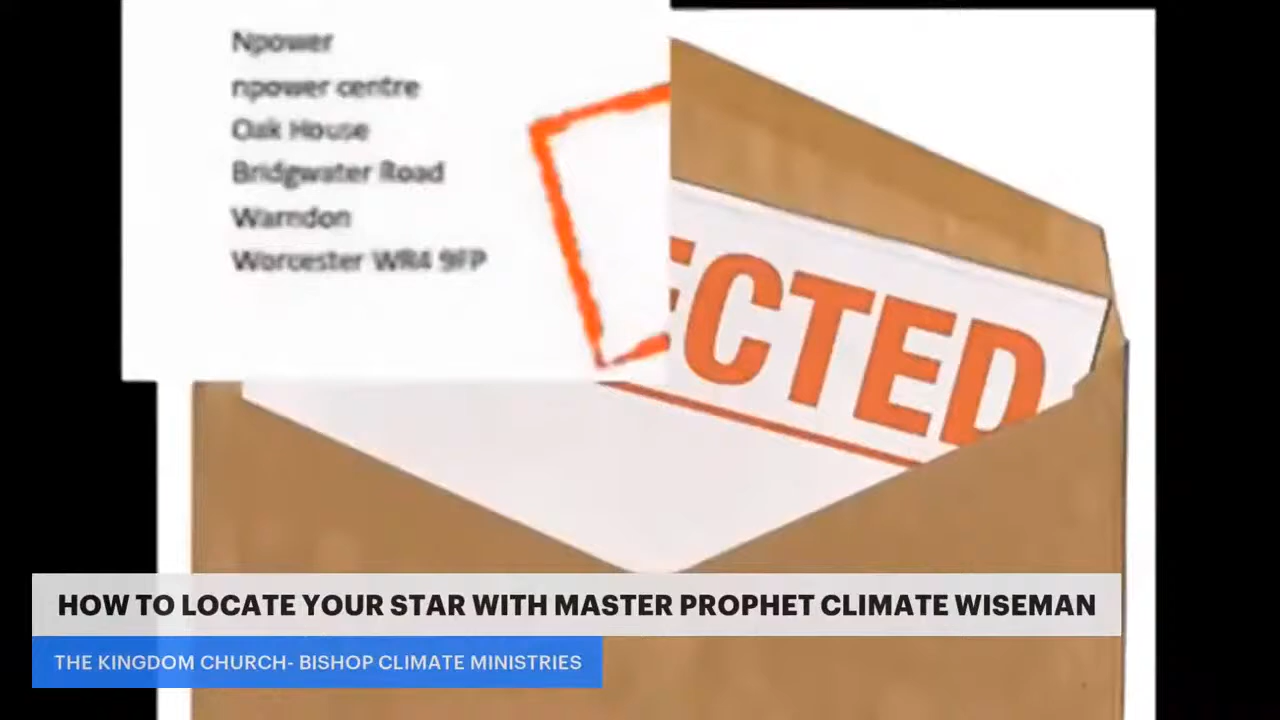 Npower
npower centre
Oak House
Bridgwater Road
Warndon
Worcester WR4 9FP
ECTED
HOW TO LOCATE YOUR STAR WITH MASTER PROPHET CLIMATE WISEMAN
THE KINGDOM CHURCH- BISHOP CLIMATE MINISTRIES